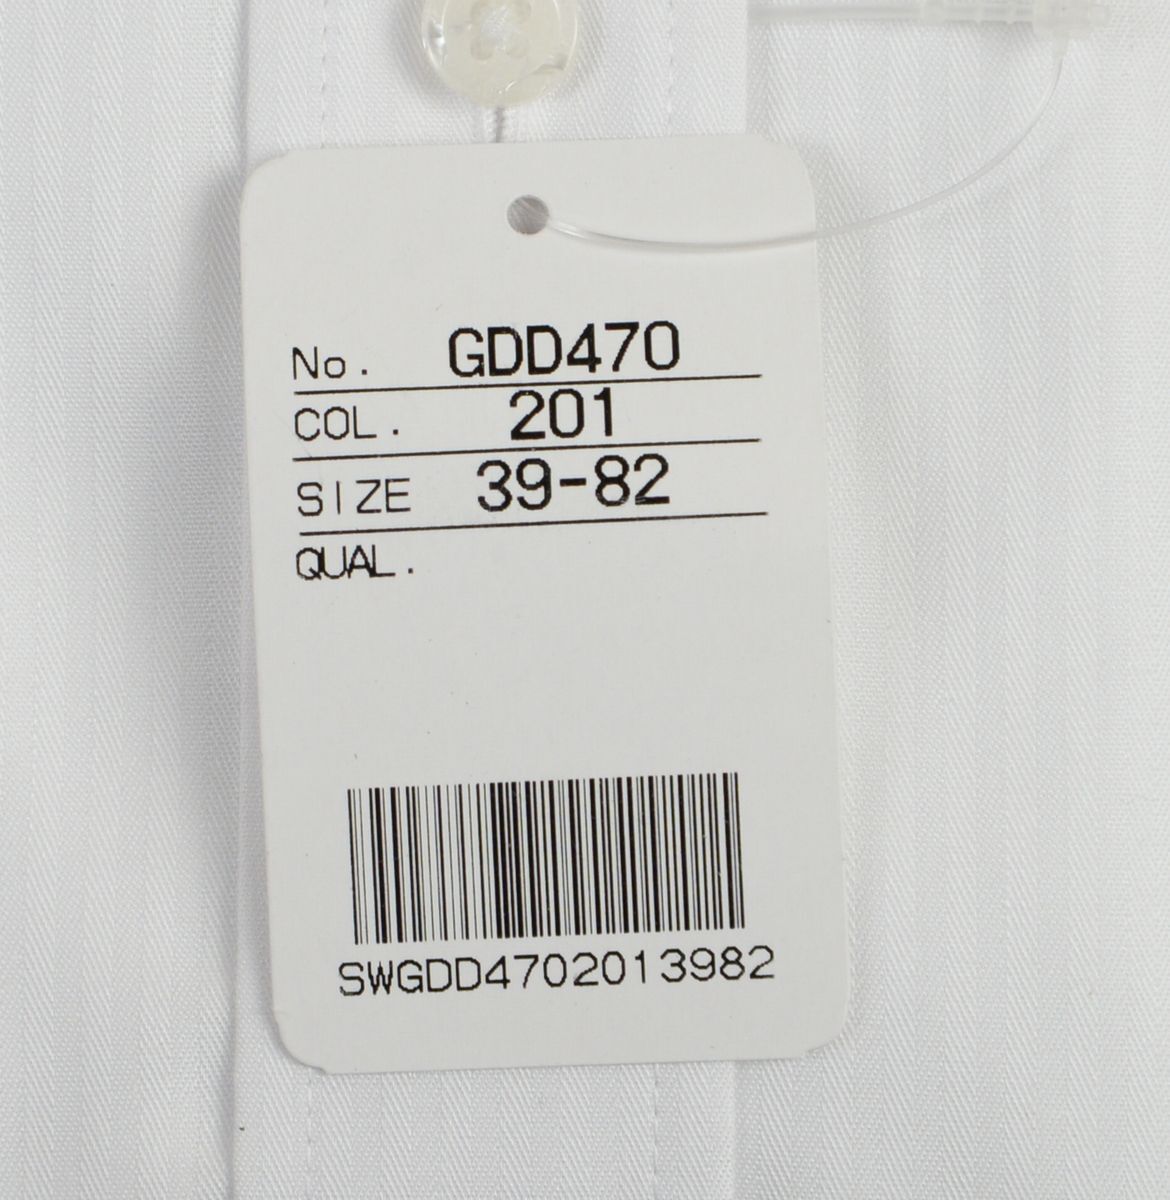 No. GDD470
COL. 201
SIZE 39-82
QUAL.
SWGDD4702013982